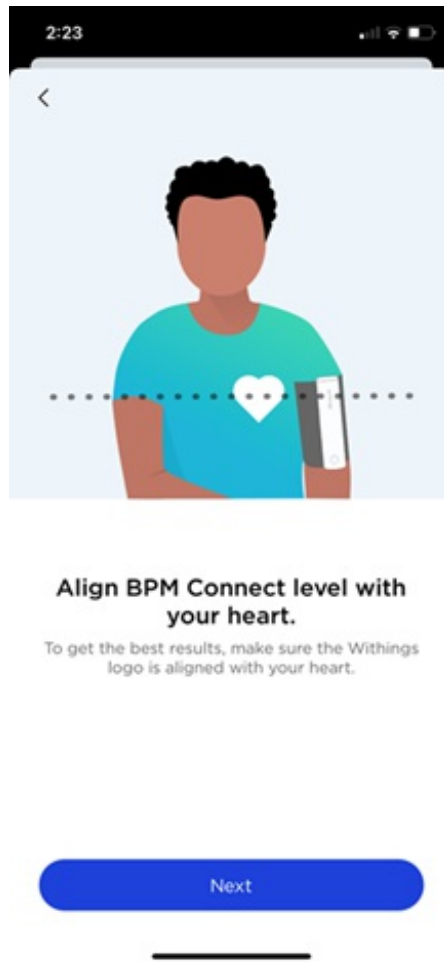 2:23
Align BPM Connect level with
your heart.
To get the best results, make sure the Withings
logo is aligned with your heart.
Next